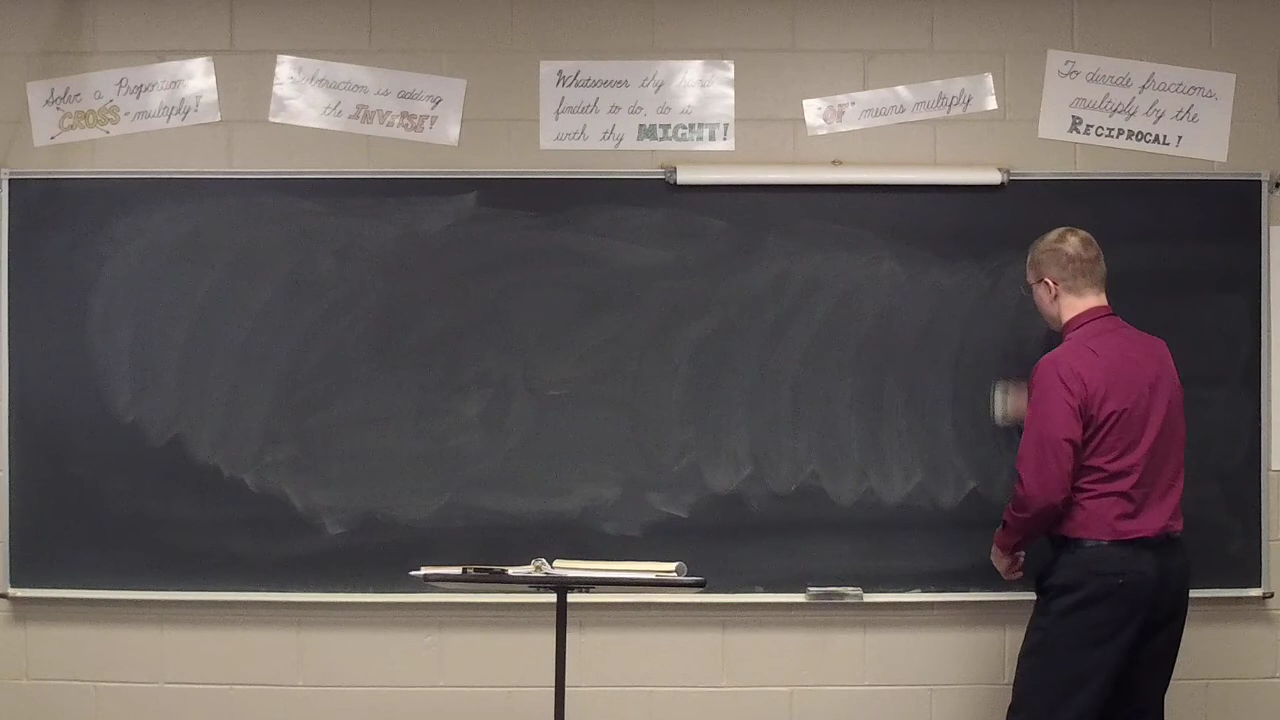 Solve a Proportion
CROSS-multiply!
Subtraction is adding
the INVERSE!
Whatsoever thy hand
findeth to do, do it
with thy MIGHT!
"OF" means multiply.
To divide fractions,
multiply by the
RECIPROCAL!